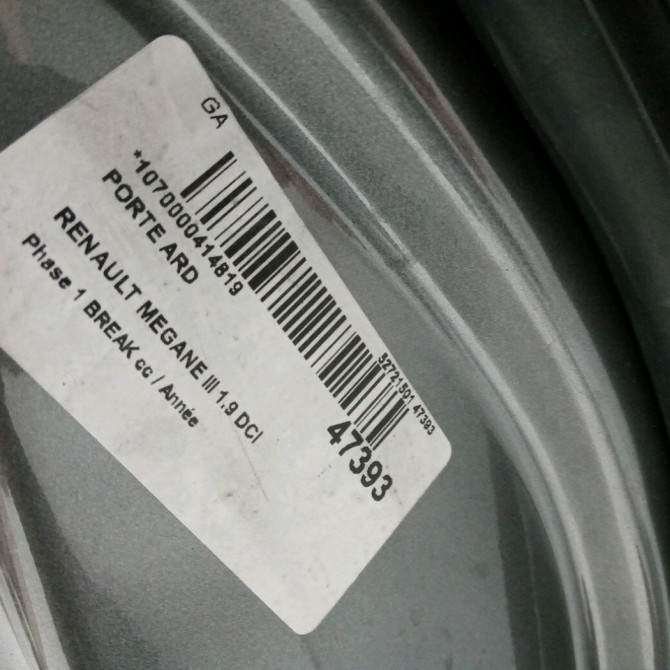 GA
*1070000414819
52721501 47393
PORTE ARD
47393
RENAULT MEGANE III 1.9 DCI
Phase 1 BREAK cc / Année